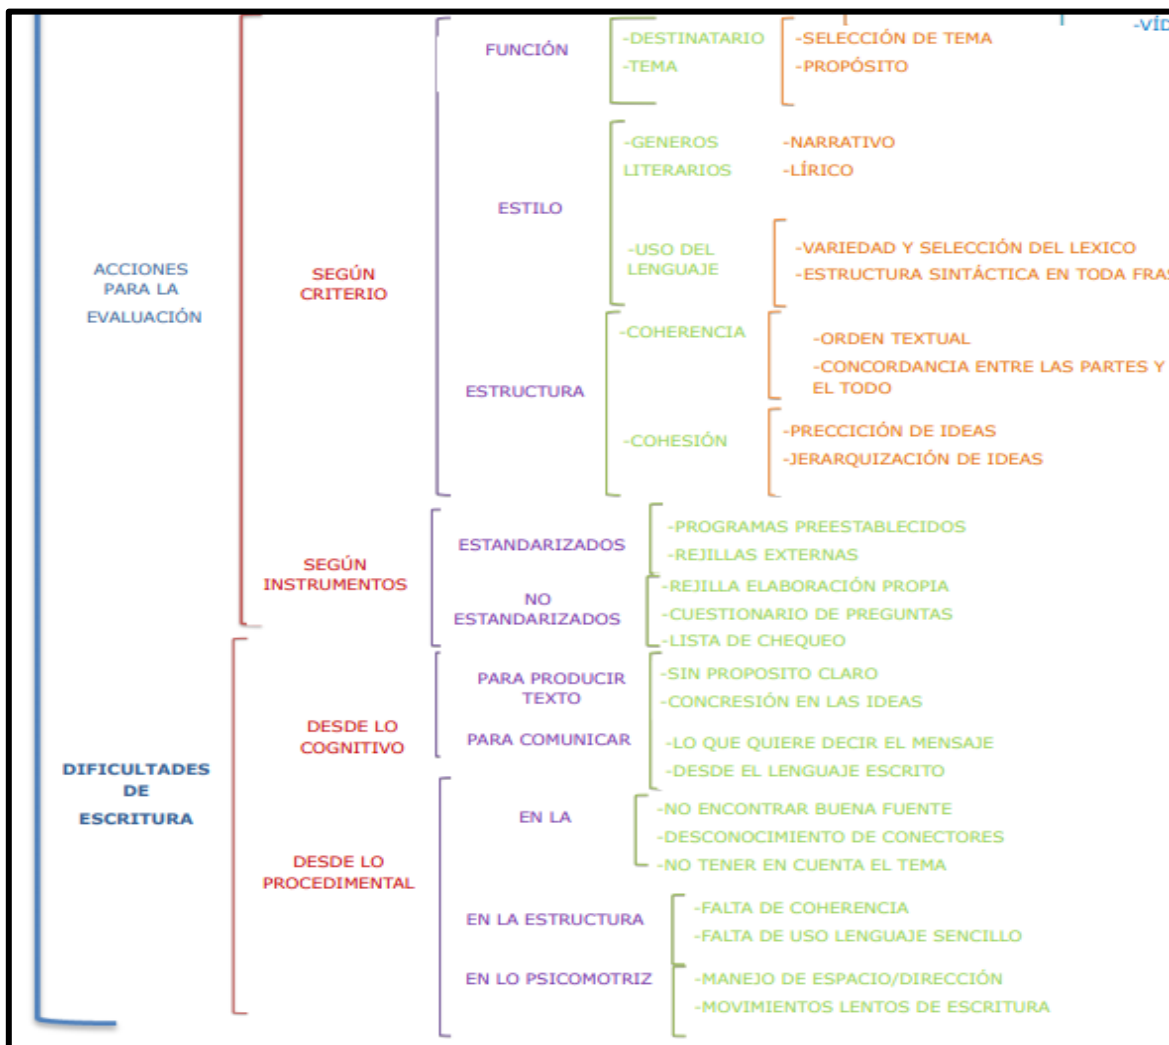 -VÍD
FUNCIÓN
-DESTINATARIO
-TEMA
-SELECCIÓN DE TEMA
-PROPÓSITO
ACCIONES
PARA LA
EVALUACIÓN
SEGÚN
CRITERIO
ESTILO
-GENEROS
LITERARIOS
-NARRATIVO
-LÍRICO
-USO DEL
LENGUAJE
-VARIEDAD Y SELECCIÓN DEL LEXICO
-ESTRUCTURA SINTÁCTICA EN TODA FRAS
ESTRUCTURA
-COHERENCIA
-ORDEN TEXTUAL
-CONCORDANCIA ENTRE LAS PARTES Y
EL TODO
-COHESIÓN
-PRECCICIÓN DE IDEAS
-JERARQUIZACIÓN DE IDEAS
SEGÚN
INSTRUMENTOS
ESTANDARIZADOS
-PROGRAMAS PREESTABLECIDOS
-REJILLAS EXTERNAS
NO
ESTANDARIZADOS
-REJILLA ELABORACIÓN PROPIA
-CUESTIONARIO DE PREGUNTAS
-LISTA DE CHEQUEO
DIFICULTADES
DE
ESCRITURA
DESDE LO
COGNITIVO
PARA PRODUCIR
TEXTO
-SIN PROPOSITO CLARO
-CONCRESIÓN EN LAS IDEAS
PARA COMUNICAR
-LO QUE QUIERE DECIR EL MENSAJE
-DESDE EL LENGUAJE ESCRITO
DESDE LO
PROCEDIMENTAL
EN LA
-NO ENCONTRAR BUENA FUENTE
-DESCONOCIMIENTO DE CONECTORES
-NO TENER EN CUENTA EL TEMA
EN LA ESTRUCTURA
-FALTA DE COHERENCIA
-FALTA DE USO LENGUAJE SENCILLO
EN LO PSICOMOTRIZ
-MANEJO DE ESPACIO/DIRECCIÓN
-MOVIMIENTOS LENTOS DE ESCRITURA